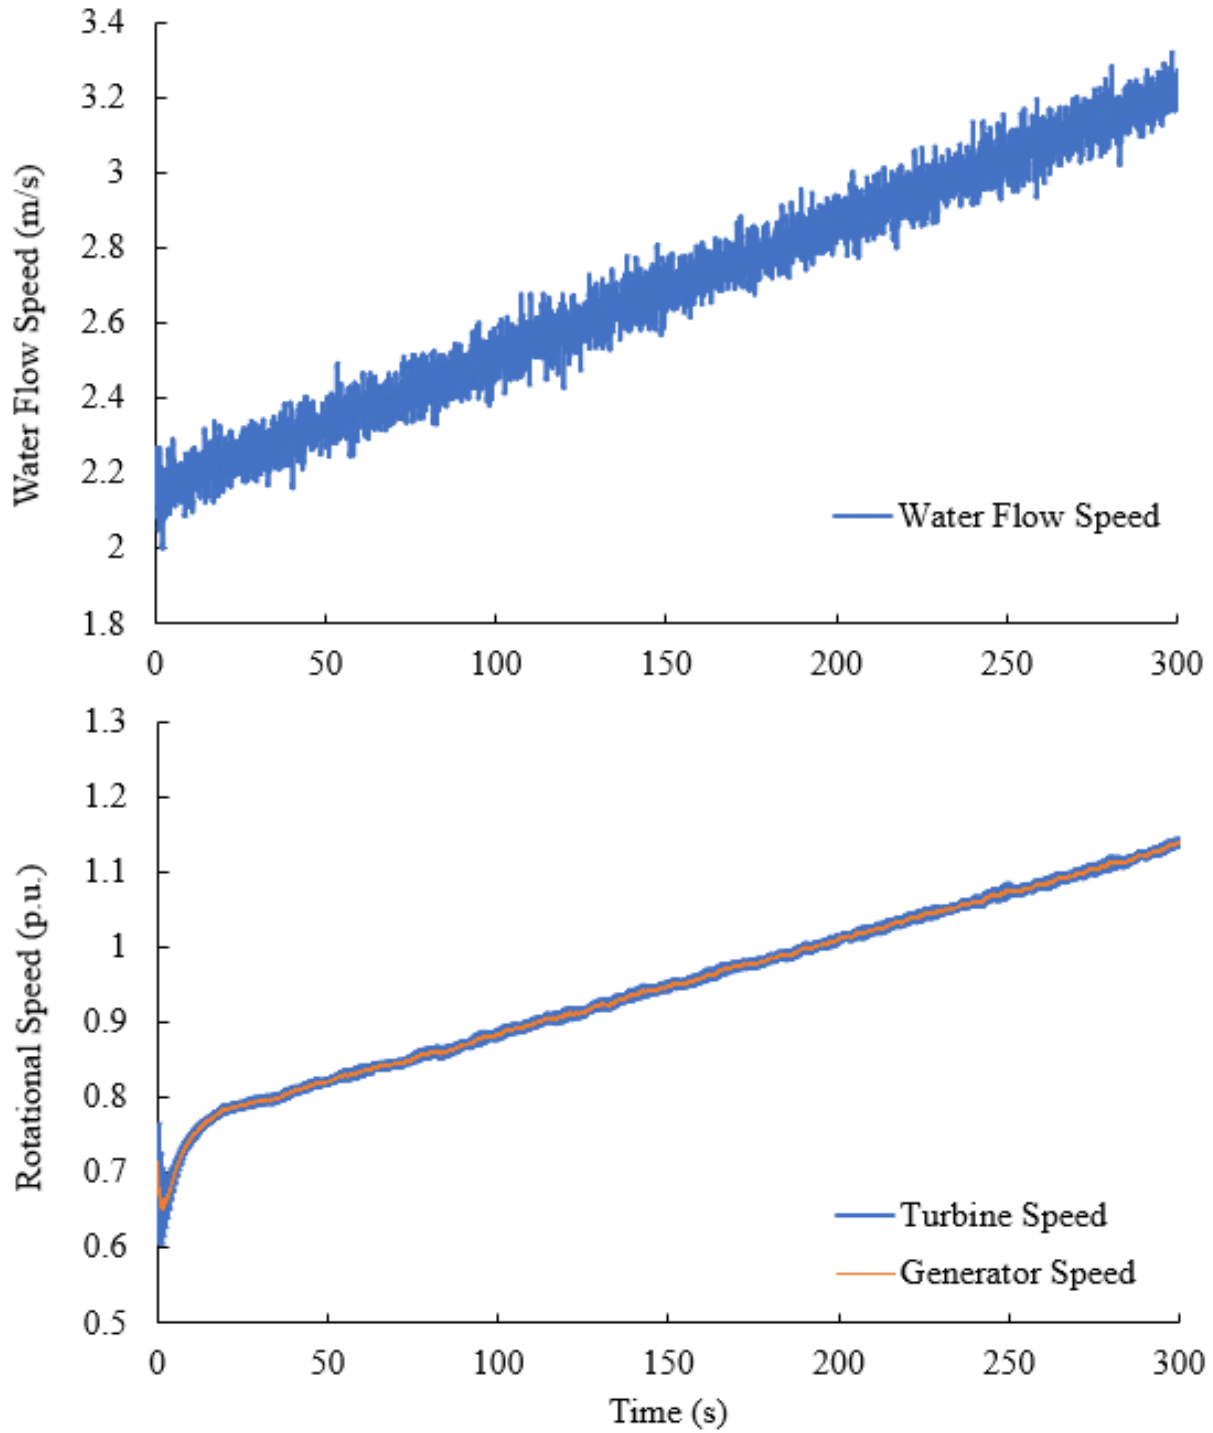 3.4
3.2
3
2.8
2.6
2.4
2.2
2
1.8
Water Flow Speed (m/s)
Water Flow Speed
0 50 100 150 200 250 300
1.3
1.2
1.1
1
0.9
0.8
0.7
0.6
0.5
Rotational Speed (p.u.)
Turbine Speed
Generator Speed
0 50 100 150 200 250 300
Time (s)